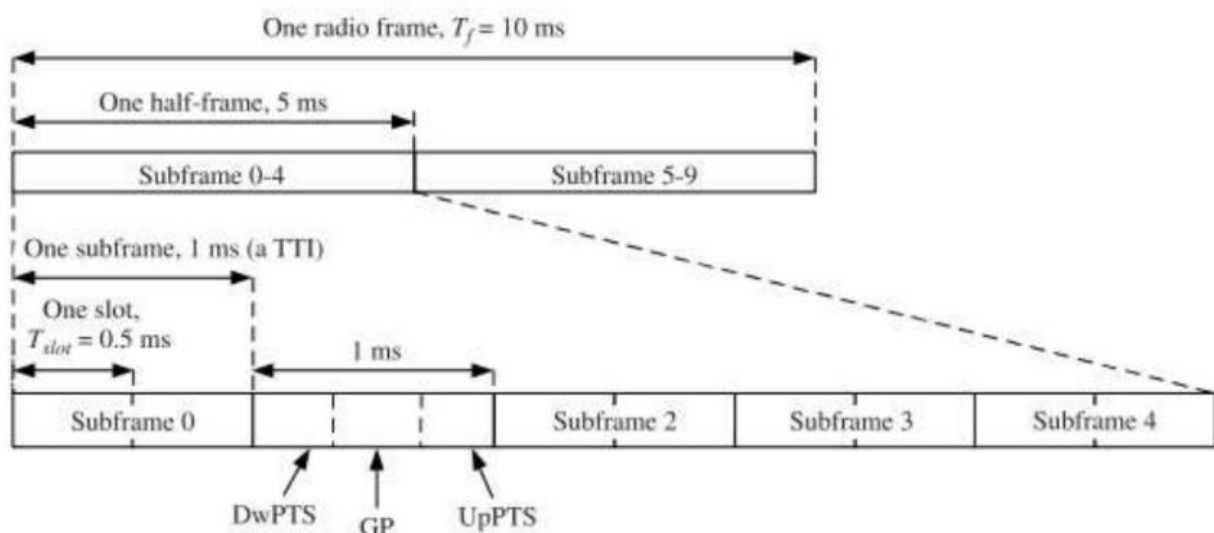 One radio frame, T_f = 10 ms
One half-frame, 5 ms
Subframe 0-4
Subframe 5-9
One subframe, 1 ms (a TTI)
One slot,
T_slot = 0.5 ms
1 ms
Subframe 0
Subframe 2
Subframe 3
Subframe 4
DwPTS
GP
UpPTS